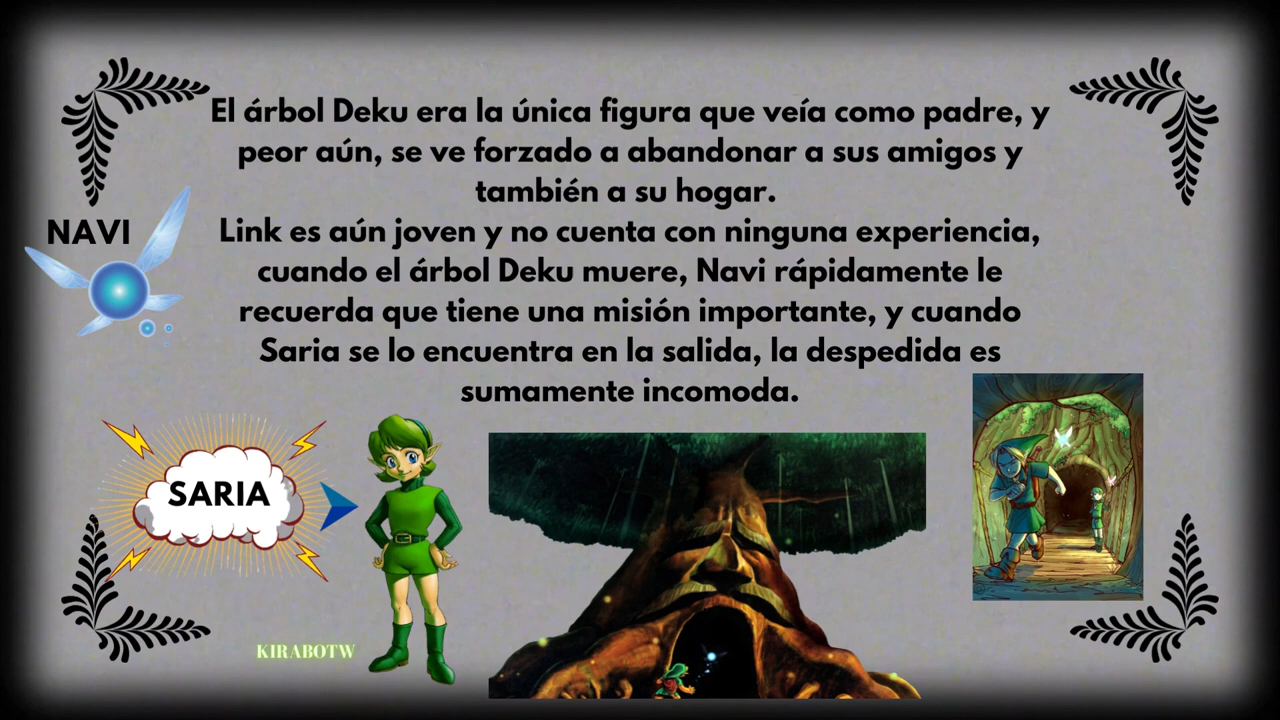 El árbol Deku era la única figura que veía como padre, y
peor aún, se ve forzado a abandonar a sus amigos y
también a su hogar.
Link es aún joven y no cuenta con ninguna experiencia,
cuando el árbol Deku muere, Navi rápidamente le
recuerda que tiene una misión importante, y cuando
Saria se lo encuentra en la salida, la despedida es
sumamente incomoda.
NAVI
SARIA
KIRABOTW